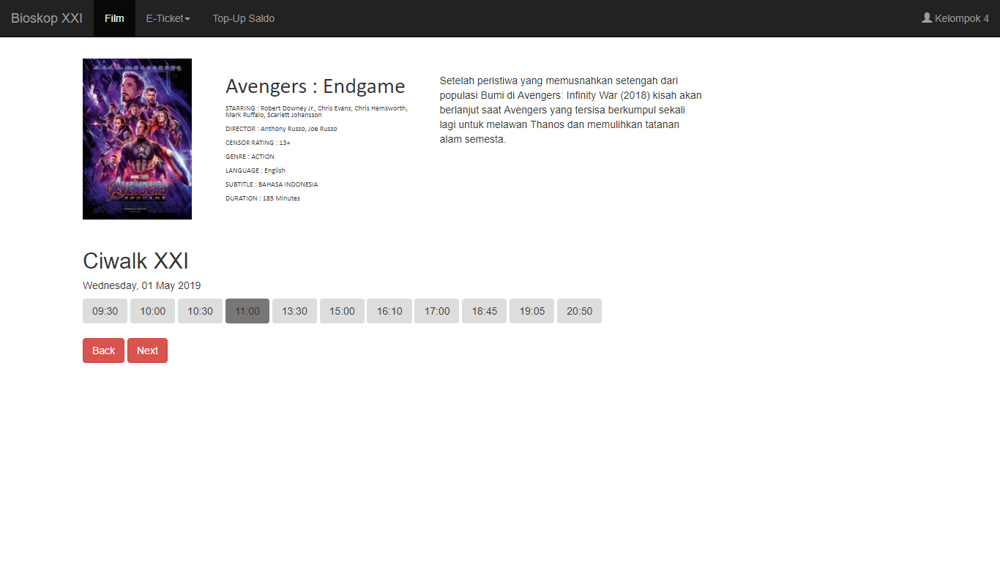 Bioskop XXI Film E-Ticket Top-Up Saldo Kelompok 4
AVENGERS
ENDGAME
Avengers : Endgame
STARRING : Robert Downey Jr., Chris Evans, Chris Hemsworth,
Mark Ruffalo, Scarlett Johansson
DIRECTOR : Anthony Russo, Joe Russo
CENSOR RATING : 13+
GENRE : ACTION
LANGUAGE : English
SUBTITLE : BAHASA INDONESIA
DURATION : 185 Minutes
Setelah peristiwa yang memusnahkan setengah dari
populasi Bumi di Avengers: Infinity War (2018) kisah akan
berlanjut saat Avengers yang tersisa berkumpul sekali
lagi untuk melawan Thanos dan memulihkan tatanan
alam semesta.
Ciwalk XXI
Wednesday, 01 May 2019
09:30 10:00 10:30 11:00 13:30 15:00 16:10 17:00 18:45 19:05 20:50
Back Next